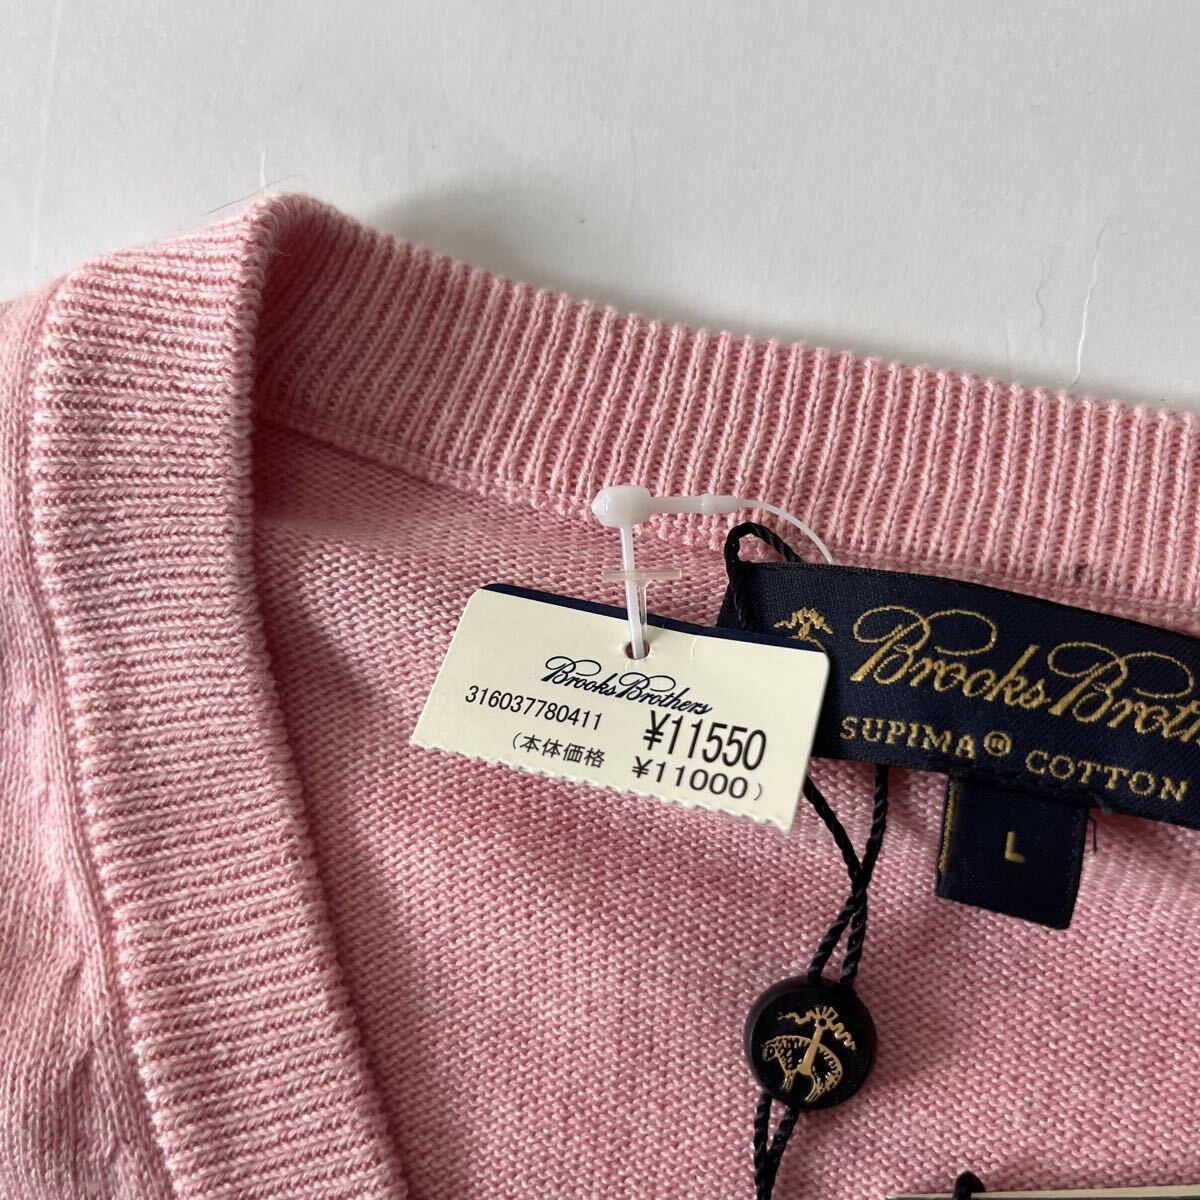 Brooks Brothers
316037780411
¥11550
(本体価格 ¥11000)
Brooks Broth
SUPIMA® COTTON
L